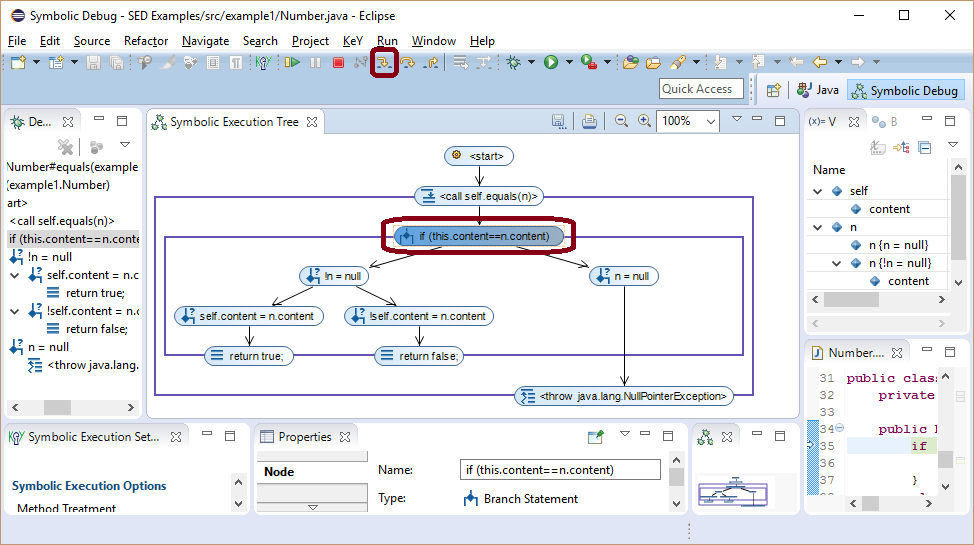 Symbolic Debug - SED Examples/src/example1/Number.java - Eclipse
File Edit Source Refactor Navigate Search Project KeY Run Window Help
Quick Access
Java
Symbolic Debug
De...
Number#equals(example
(example1.Number)
art>
<call self.equals(n)>
if (this.content==n.conte
!n = null
self.content = n.c
return true;
!self.content = n.
return false;
n = null
<throw java.lang.
Symbolic Execution Tree
100%
<start>
<call self.equals(n)>
if (this.content==n.content)
!n = null
n = null
self.content = n.content
!self.content = n.content
return true;
return false;
<throw java.lang.NullPointerException>
(x)= V
B
Name
self
content
n
n {n = null}
n {!n = null}
content
Number....
31 public class
32 private
33
34 public
35 if
36
37 }
Symbolic Execution Set...
Symbolic Execution Options
Method Treatment
Properties
Node
Name:
if (this.content==n.content)
Type:
Branch Statement